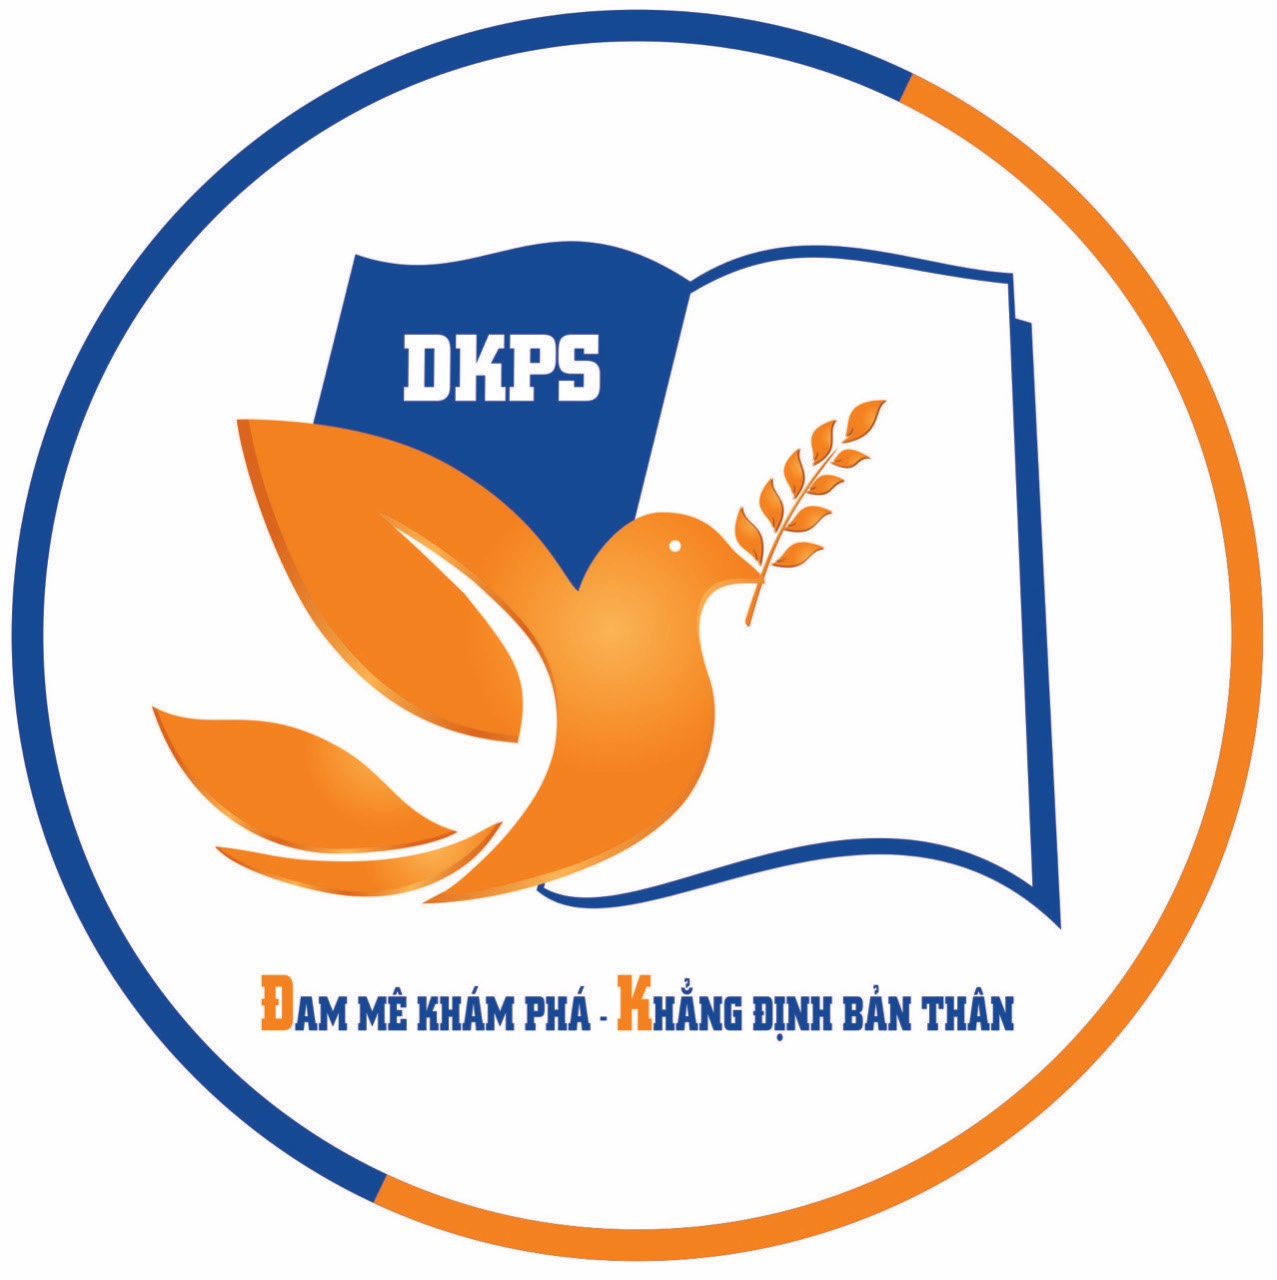 DKPS
ĐAM MÊ KHÁM PHÁ - KHẲNG ĐỊNH BẢN THÂN